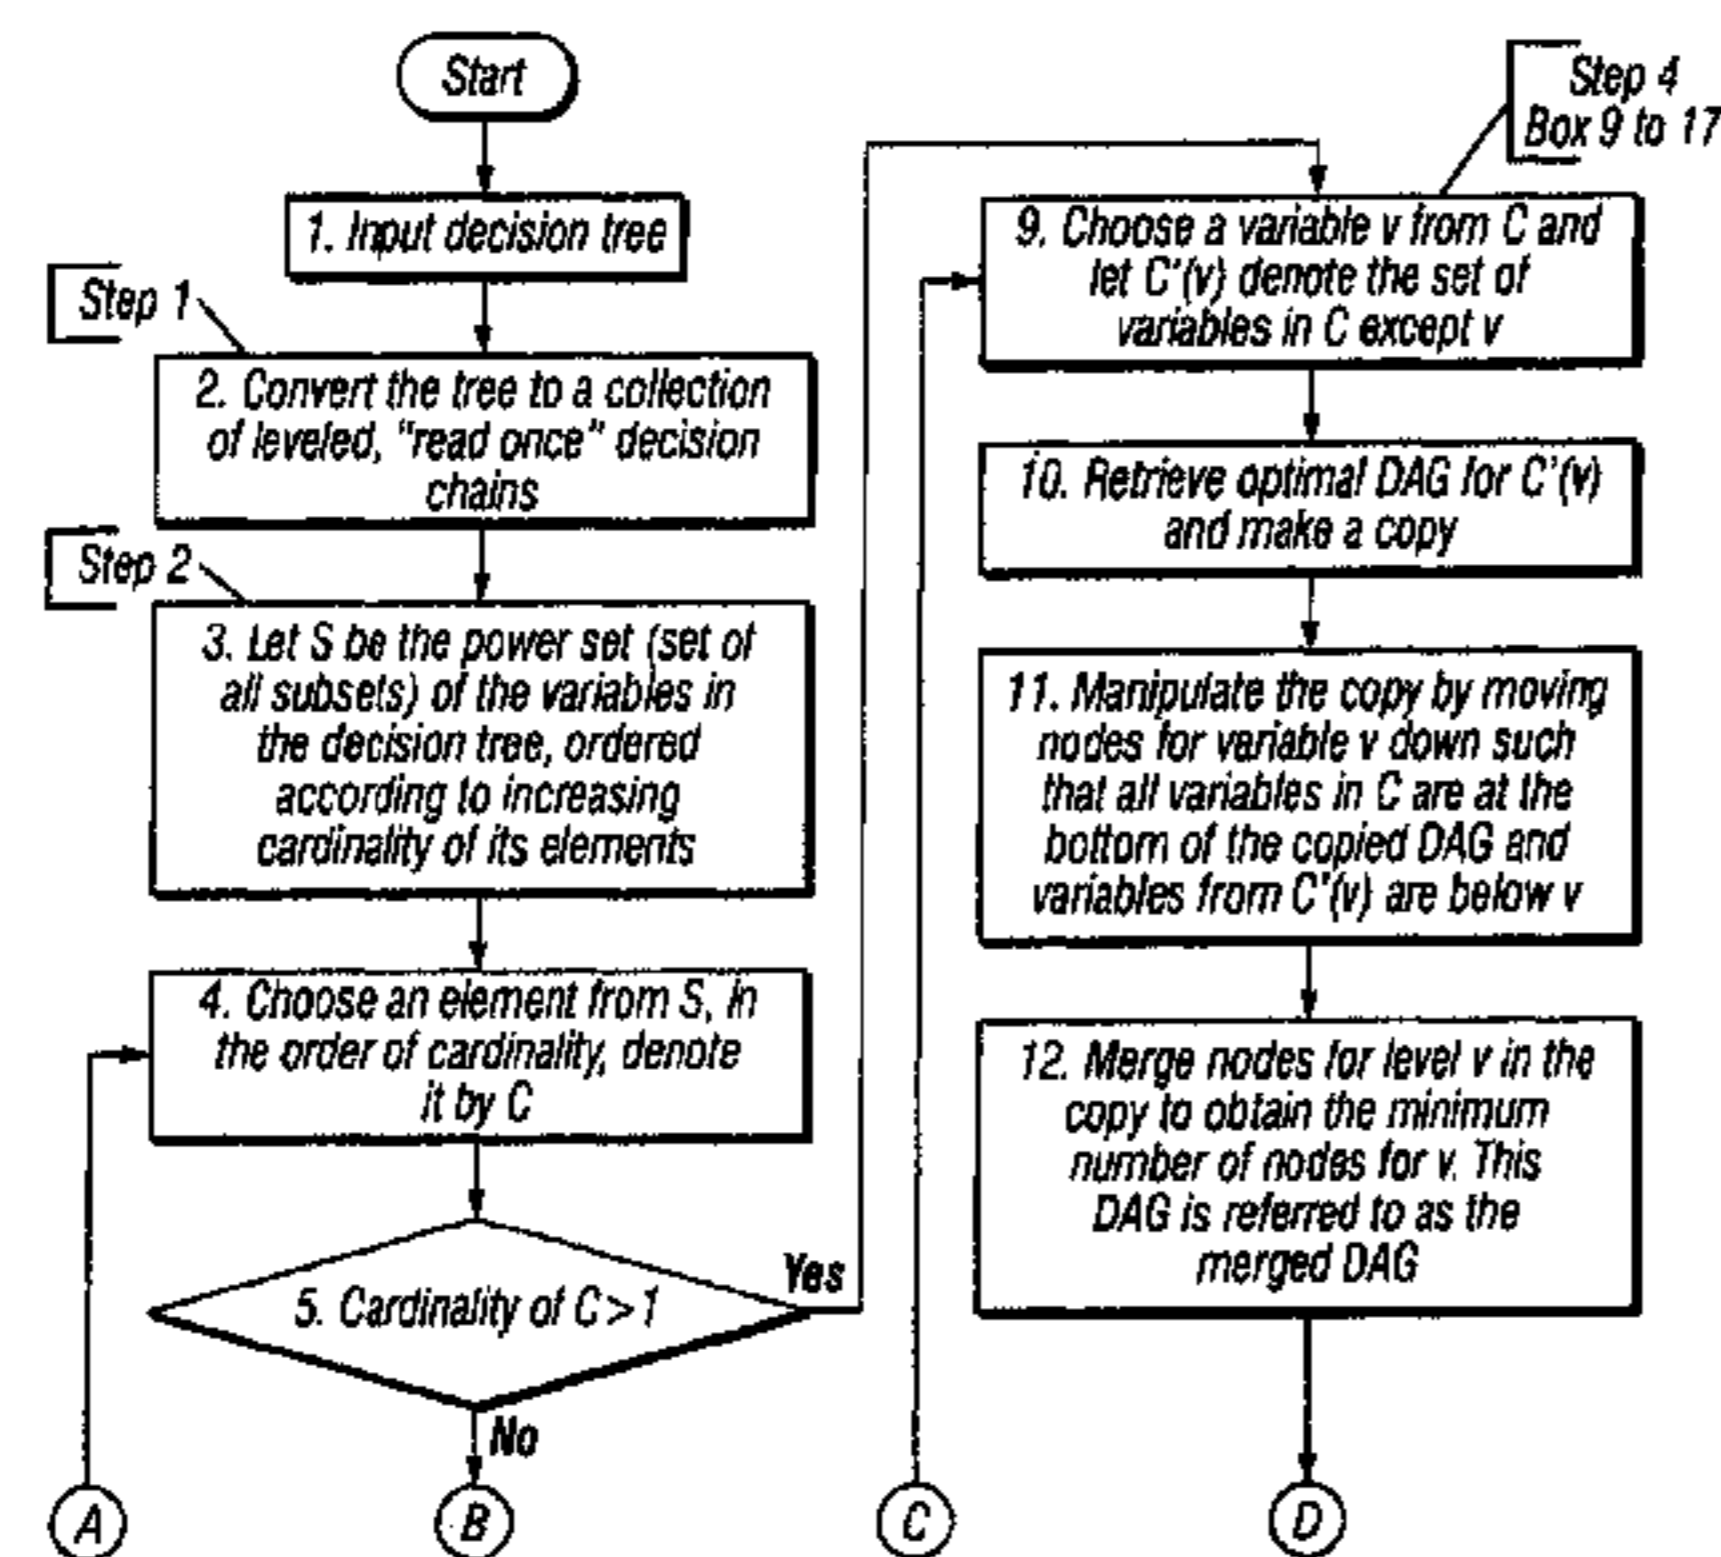 Start
1. Input decision tree
Step 1
2. Convert the tree to a collection
of leveled, "read once" decision
chains
Step 2
3. Let S be the power set (set of
all subsets) of the variables in
the decision tree, ordered
according to increasing
cardinality of its elements
4. Choose an element from S, in
the order of cardinality, denote
it by C
5. Cardinality of C > 1
Yes
No
A
B
Step 4
Box 9 to 17
9. Choose a variable v from C and
let C'(v) denote the set of
variables in C except v
10. Retrieve optimal DAG for C'(v)
and make a copy
11. Manipulate the copy by moving
nodes for variable v down such
that all variables in C are at the
bottom of the copied DAG and
variables from C'(v) are below v
12. Merge nodes for level v in the
copy to obtain the minimum
number of nodes for v. This
DAG is referred to as the
merged DAG
C
D